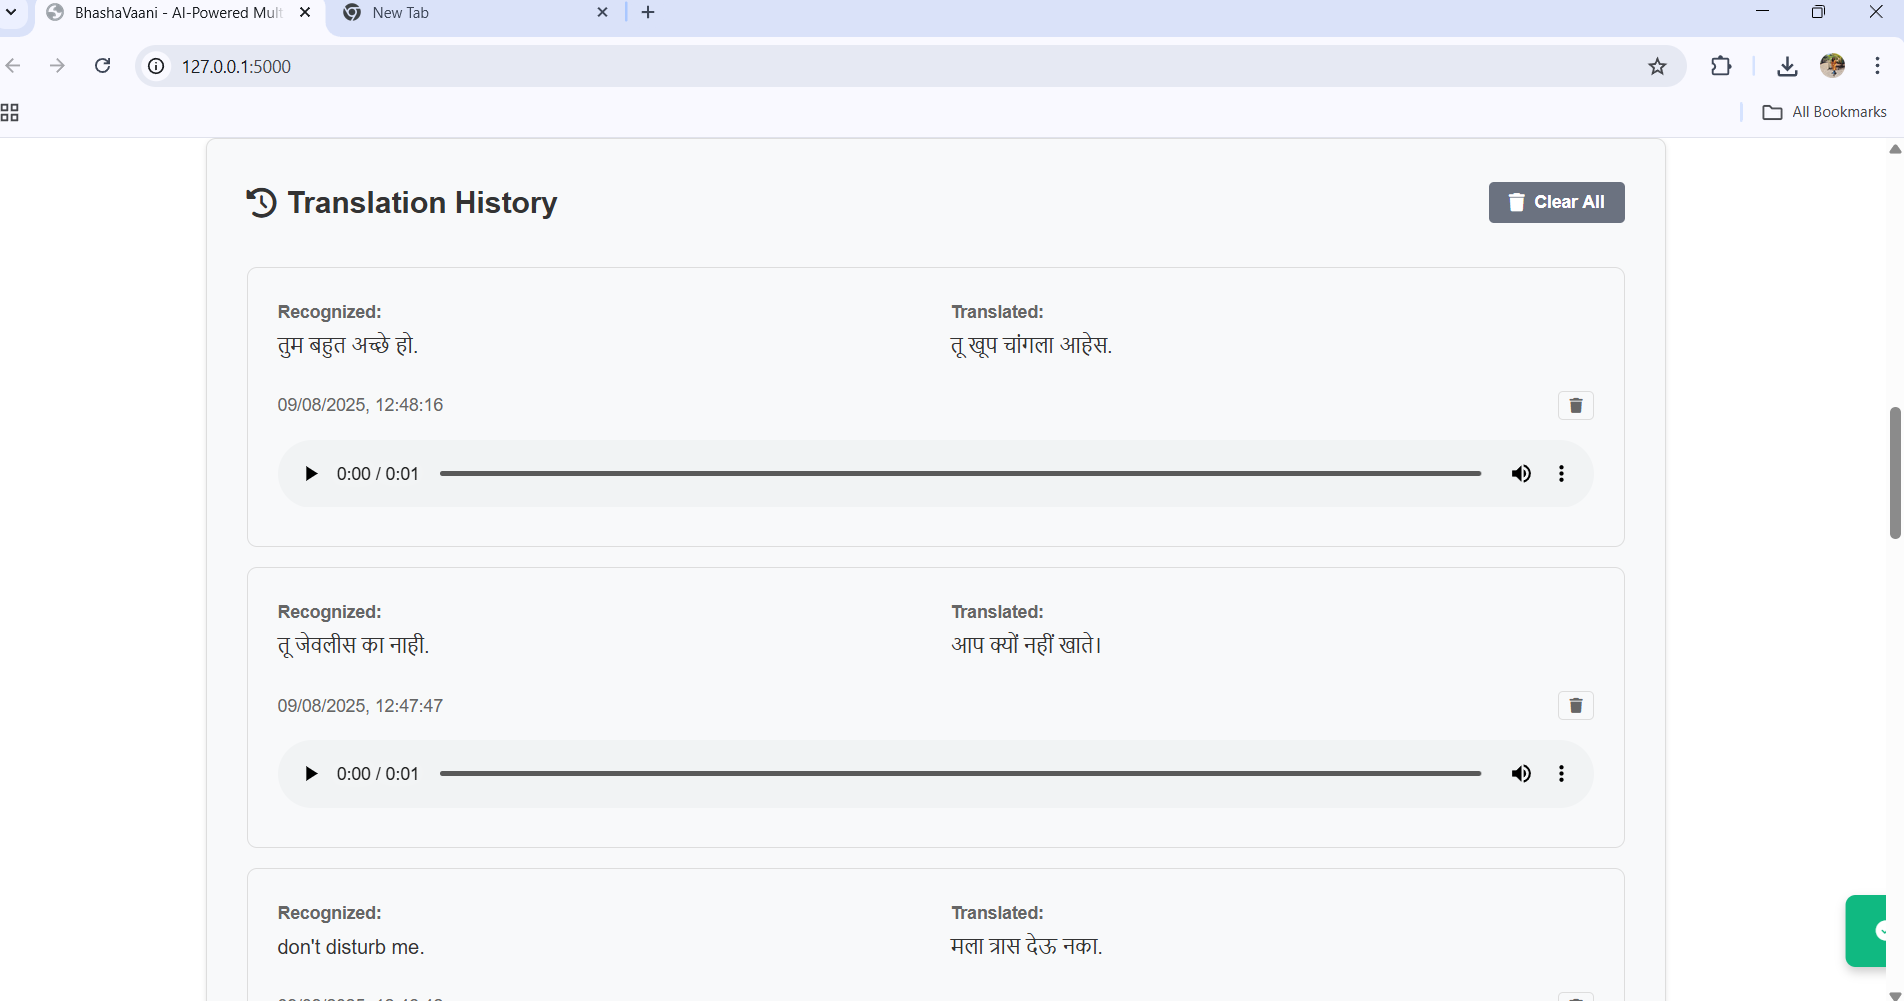 BhashaVaani - AI-Powered Mult
New Tab
127.0.0.1:5000
All Bookmarks
Translation History
Clear All
Recognized:
Translated:
तुम बहुत अच्छे हो.
तू खूप चांगला आहेस.
09/08/2025, 12:48:16
0:00 / 0:01
Recognized:
Translated:
तू जेवलीस का नाही.
आप क्यों नहीं खाते।
09/08/2025, 12:47:47
0:00 / 0:01
Recognized:
Translated:
don't disturb me.
मला त्रास देऊ नका.